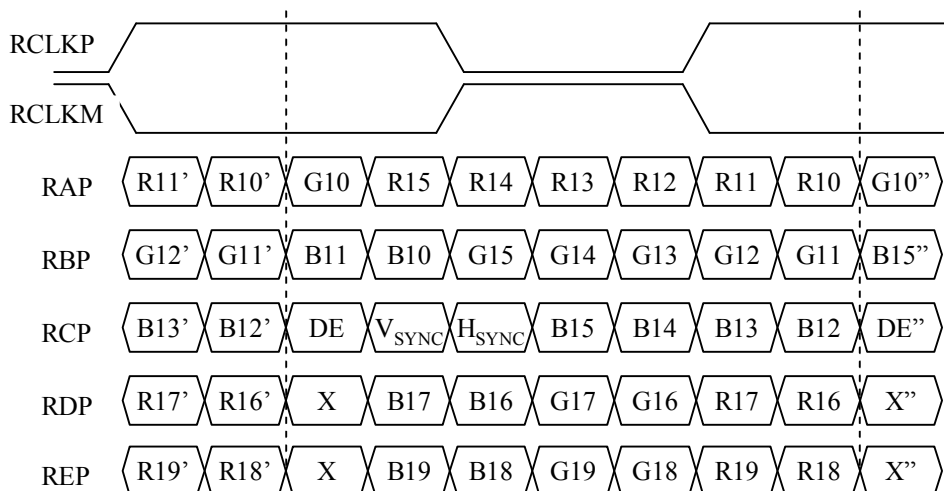 RCLKP
RCLKM
RAP R11’ R10’ G10 R15 R14 R13 R12 R11 R10 G10”
RBP G12’ G11’ B11 B10 G15 G14 G13 G12 G11 B15”
RCP B13’ B12’ DE VSYNC HSYNC B15 B14 B13 B12 DE”
RDP R17’ R16’ X B17 B16 G17 G16 R17 R16 X”
REP R19’ R18’ X B19 B18 G19 G18 R19 R18 X”